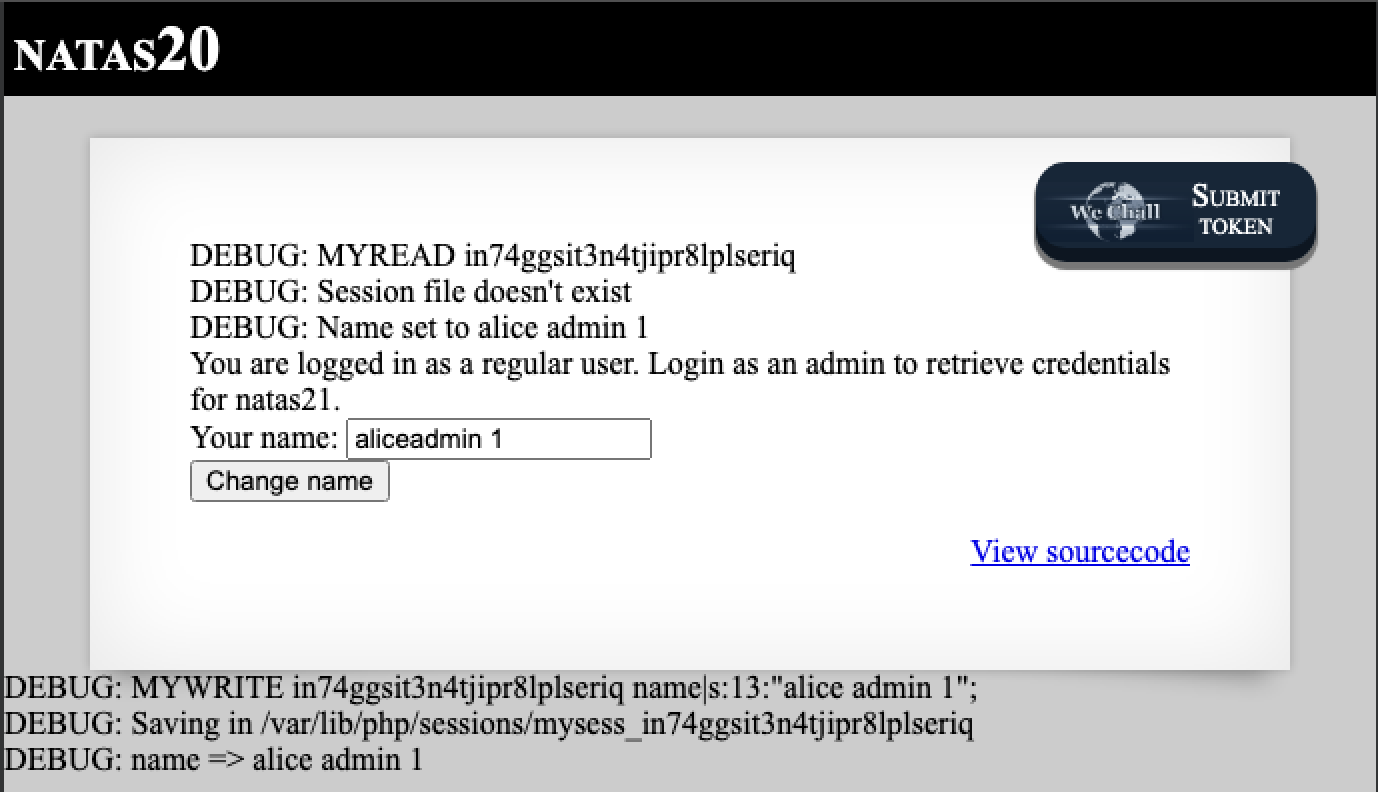 NATAS20
We Chall
SUBMIT
TOKEN
DEBUG: MYREAD in74ggsit3n4tjipr8lplseriq
DEBUG: Session file doesn't exist
DEBUG: Name set to alice admin 1
You are logged in as a regular user. Login as an admin to retrieve credentials
for natas21.
Your name: aliceadmin 1
Change name
View sourcecode
DEBUG: MYWRITE in74ggsit3n4tjipr8lplseriq name|s:13:"alice admin 1";
DEBUG: Saving in /var/lib/php/sessions/mysess_in74ggsit3n4tjipr8lplseriq
DEBUG: name => alice admin 1